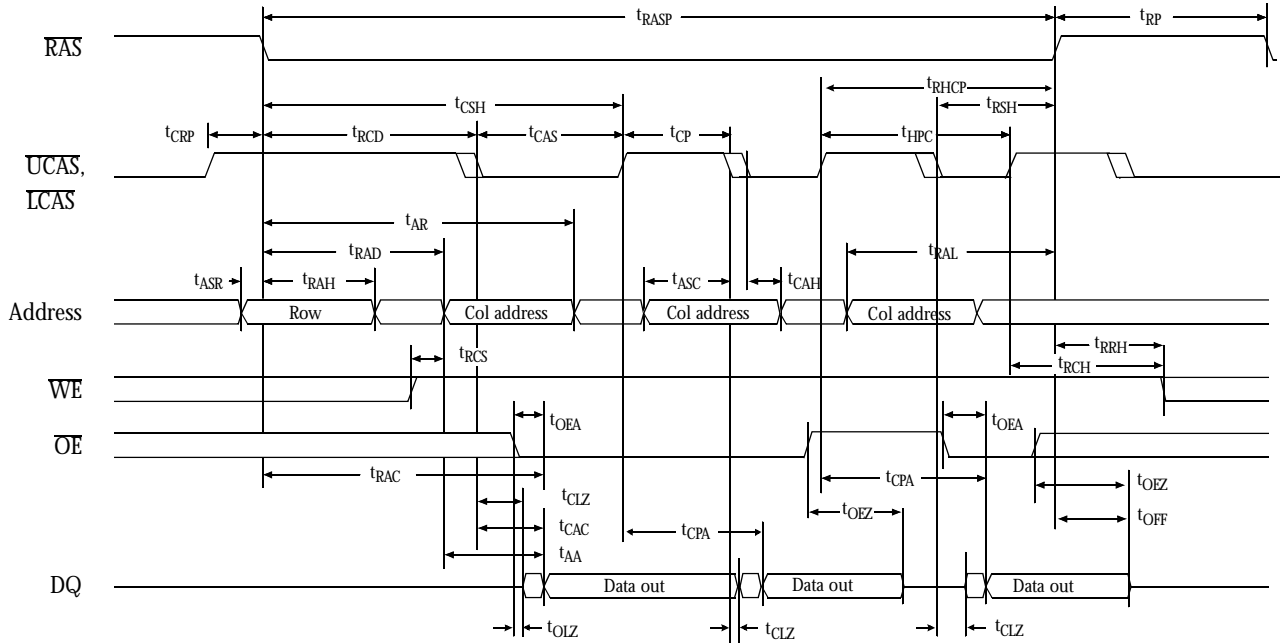 tRASP tRP
RAS
tRHCP
tCSH tRSH
tCRP tRCD tCAS tCP tHPC
UCAS,
LCAS
tAR
tRAD tRAL
tASR tRAH tASC tCAH
Address Row Col address Col address Col address
tRCS tRRH
tRCH
WE
tOEA tOEA
OE
tRAC tCPA
tCLZ tOEZ
tOEZ
tCAC tCPA tOFF
tAA
DQ Data out Data out Data out
tOLZ tCLZ tCLZ